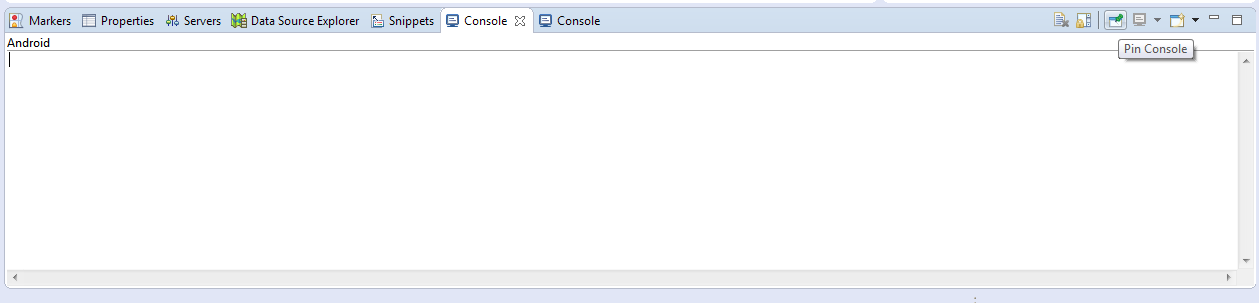 Markers Properties Servers Data Source Explorer Snippets Console Console
Android
Pin Console